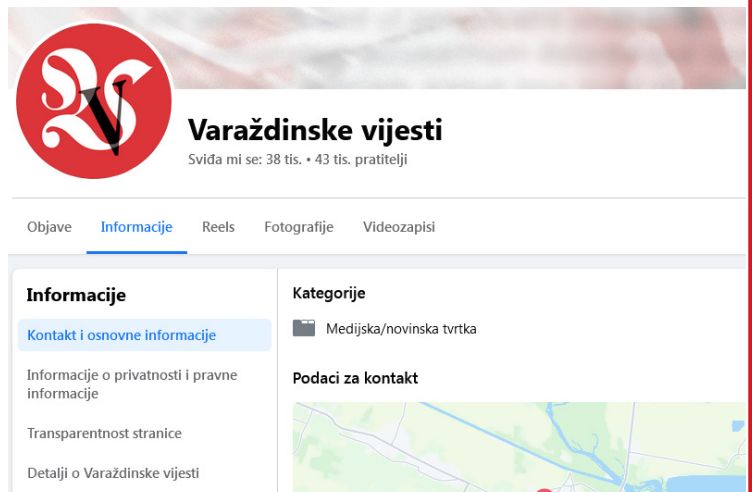 V
Varaždinske vijesti
Sviđa mi se: 38 tis. • 43 tis. pratitelji
Objave Informacije Reels Fotografije Videozapisi
Informacije
Kontakt i osnovne informacije
Informacije o privatnosti i pravne
informacije
Transparentnost stranice
Detalji o Varaždinske vijesti
Kategorije
Medijska/novinska tvrtka
Podaci za kontakt